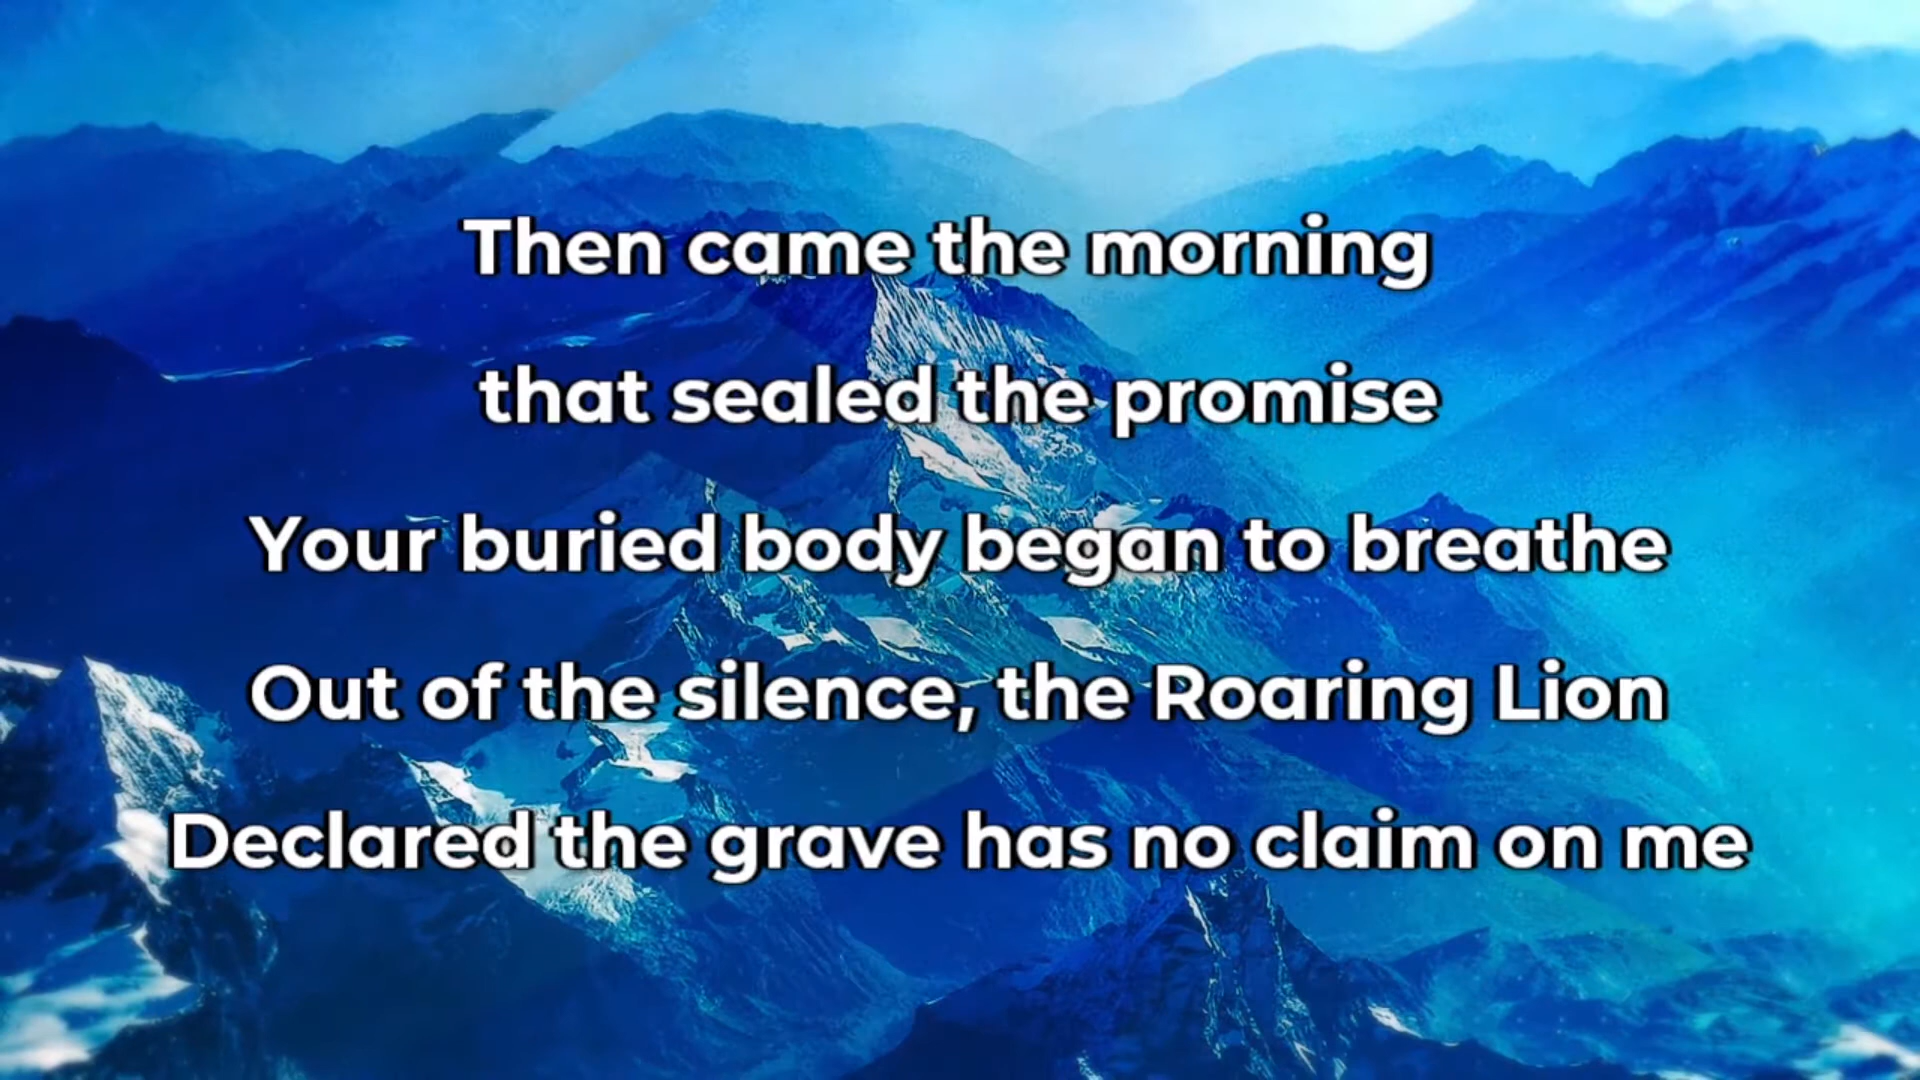 Then came the morning
that sealed the promise
Your buried body began to breathe
Out of the silence, the Roaring Lion
Declared the grave has no claim on me